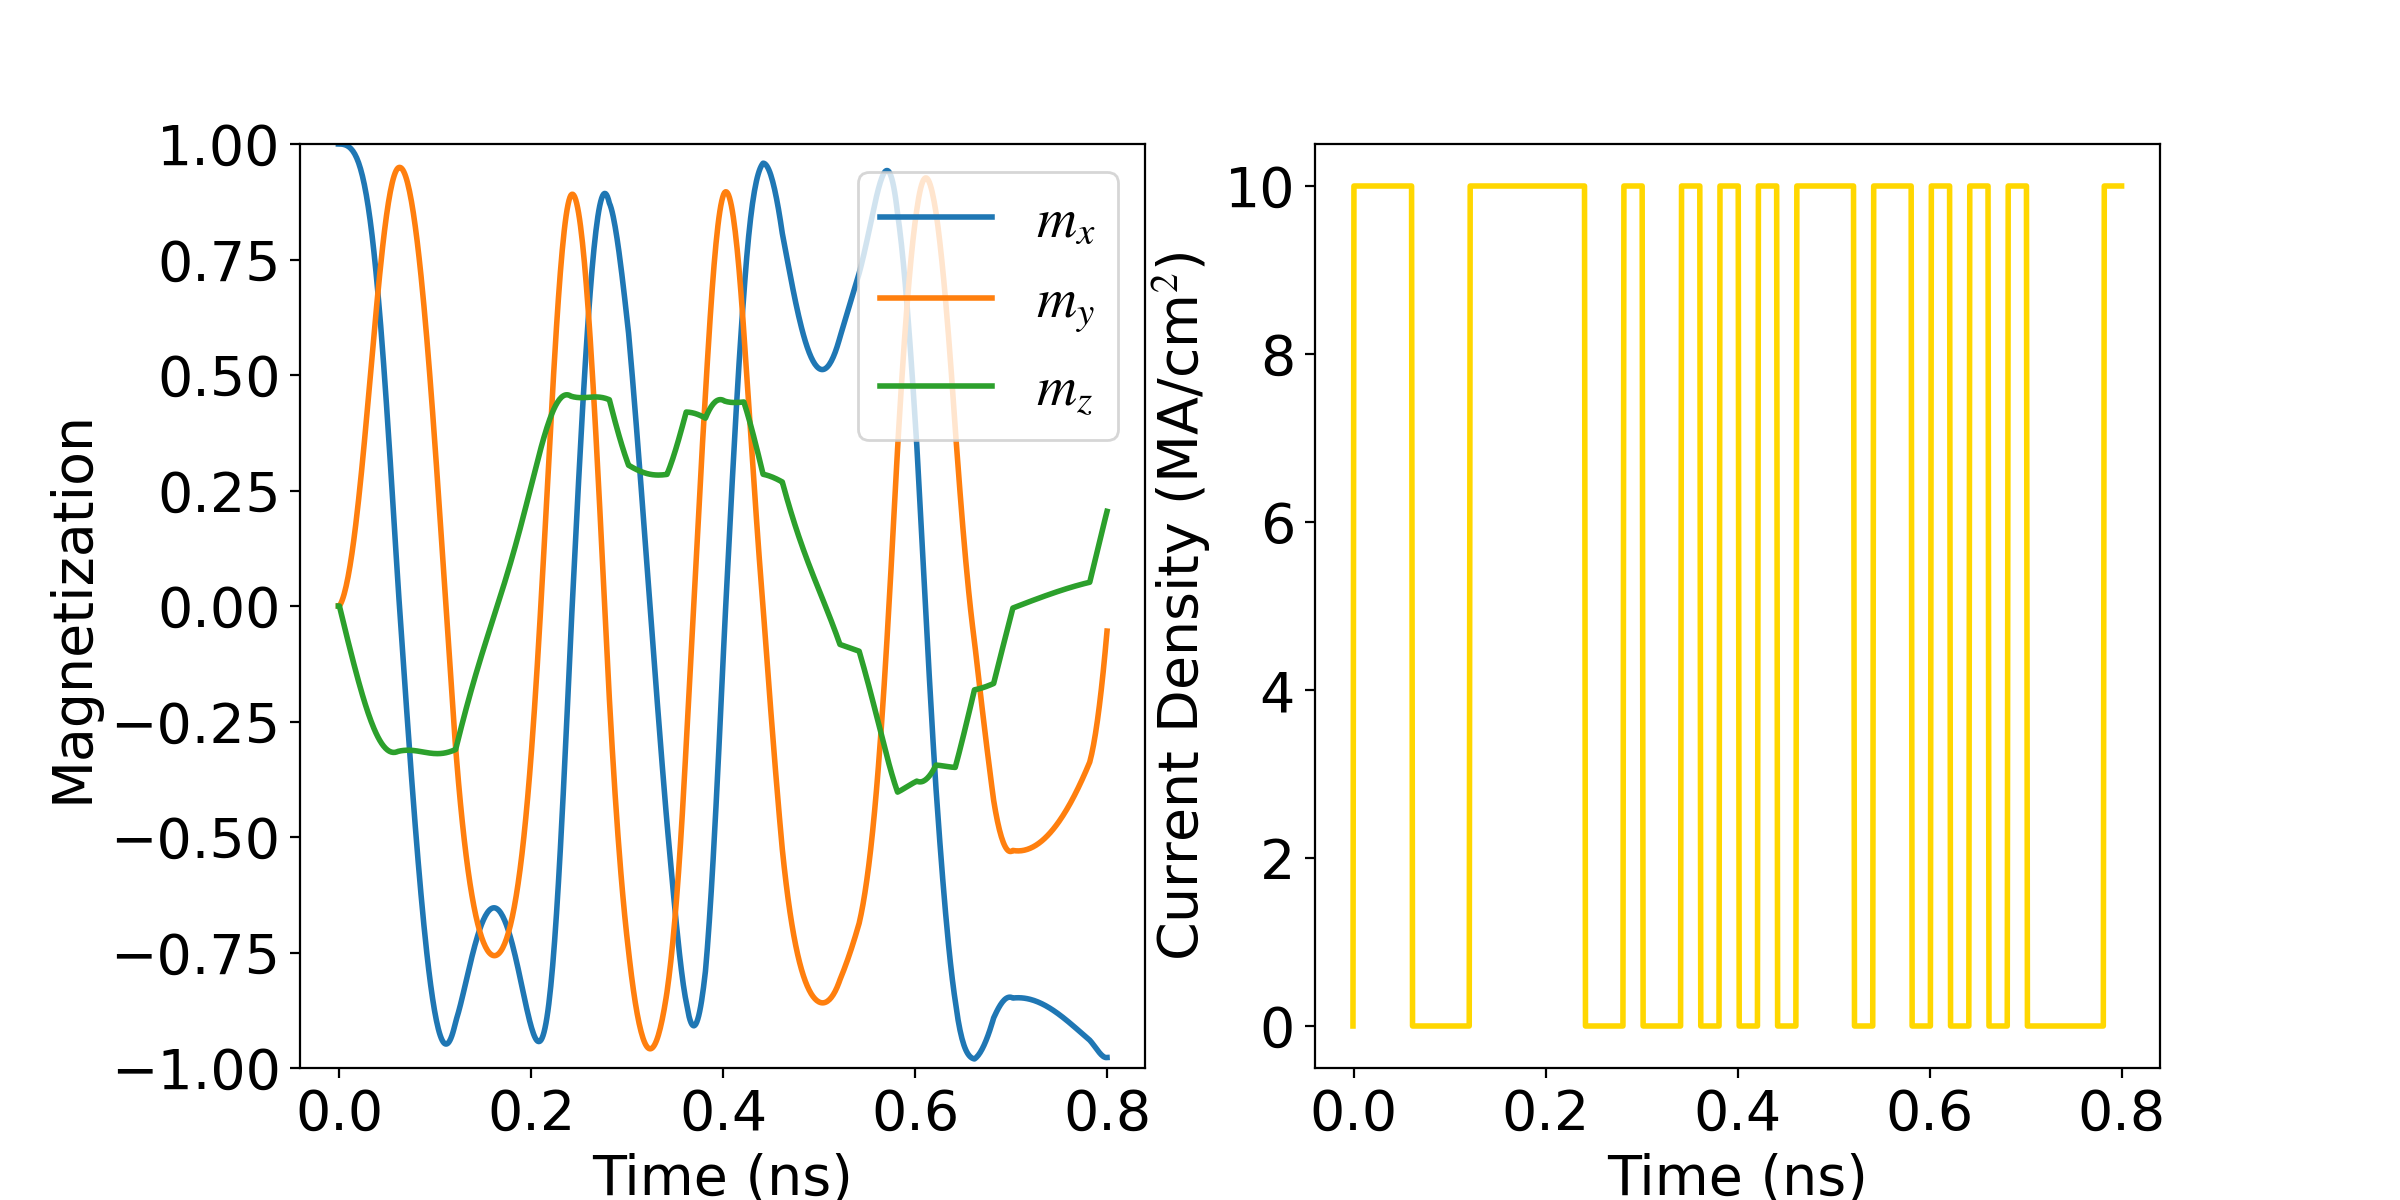 Magnetization
1.00
0.75
0.50
0.25
0.00
−0.25
−0.50
−0.75
−1.00
0.0 0.2 0.4 0.6 0.8
Time (ns)
m_x
m_y
m_z
Current Density (MA/cm²)
10
8
6
4
2
0
0.0 0.2 0.4 0.6 0.8
Time (ns)